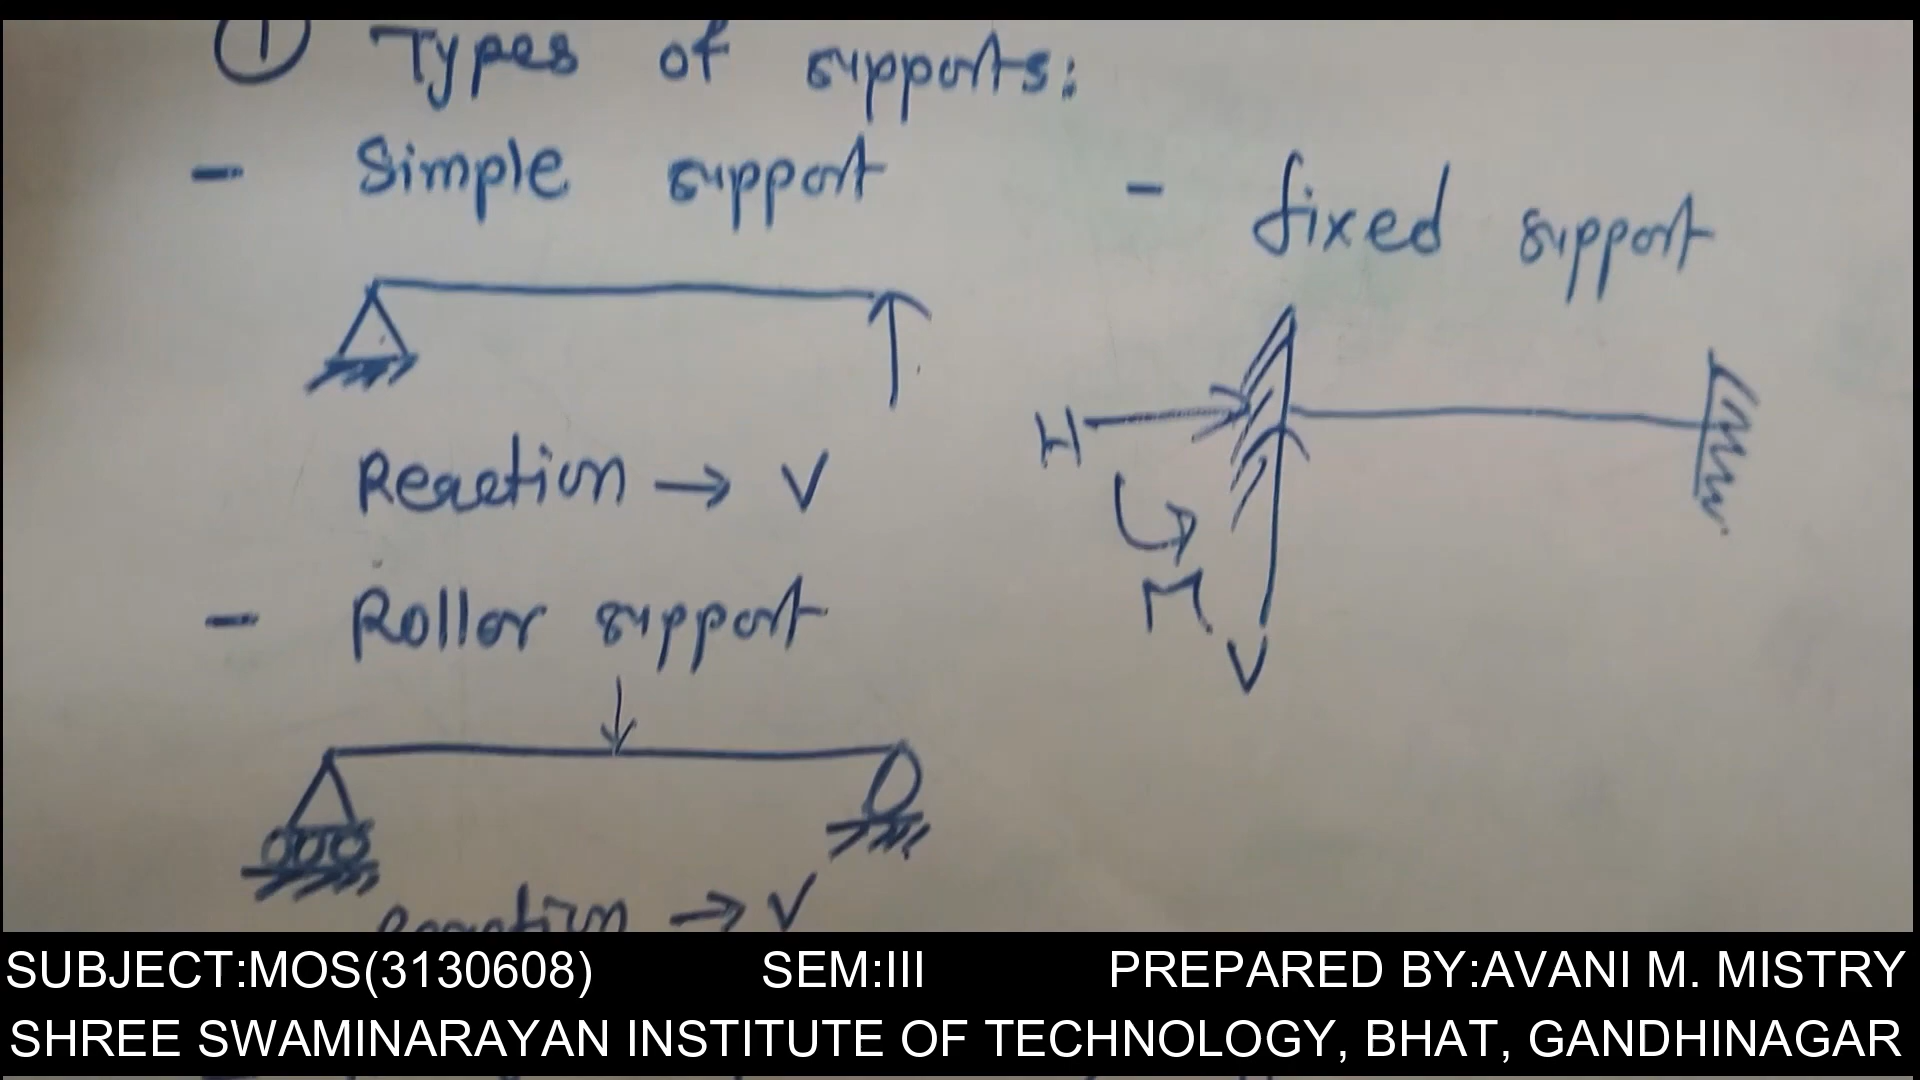 ① Types of supports:
- Simple support
Reaction → V
- Roller support
Reaction → V
- fixed support
H
M
V
SUBJECT:MOS(3130608) SEM:III PREPARED BY:AVANI M. MISTRY
SHREE SWAMINARAYAN INSTITUTE OF TECHNOLOGY, BHAT, GANDHINAGAR